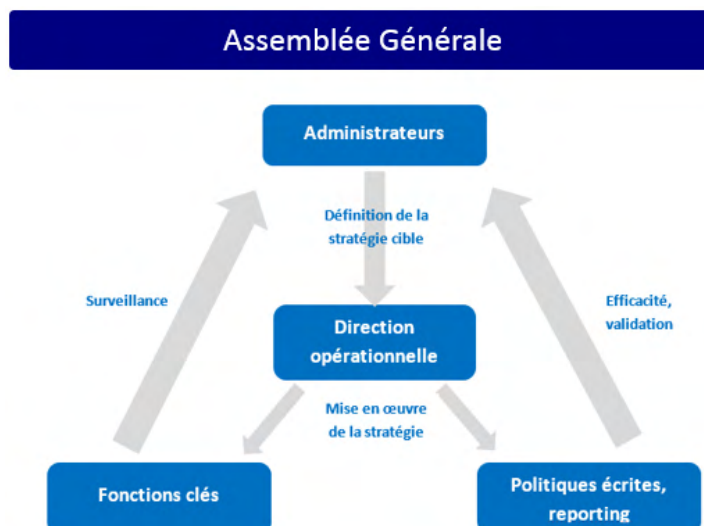 Assemblée Générale
Administrateurs
Définition de la
stratégie cible
Surveillance
Efficacité,
validation
Direction
opérationnelle
Mise en œuvre
de la stratégie
Fonctions clés
Politiques écrites,
reporting